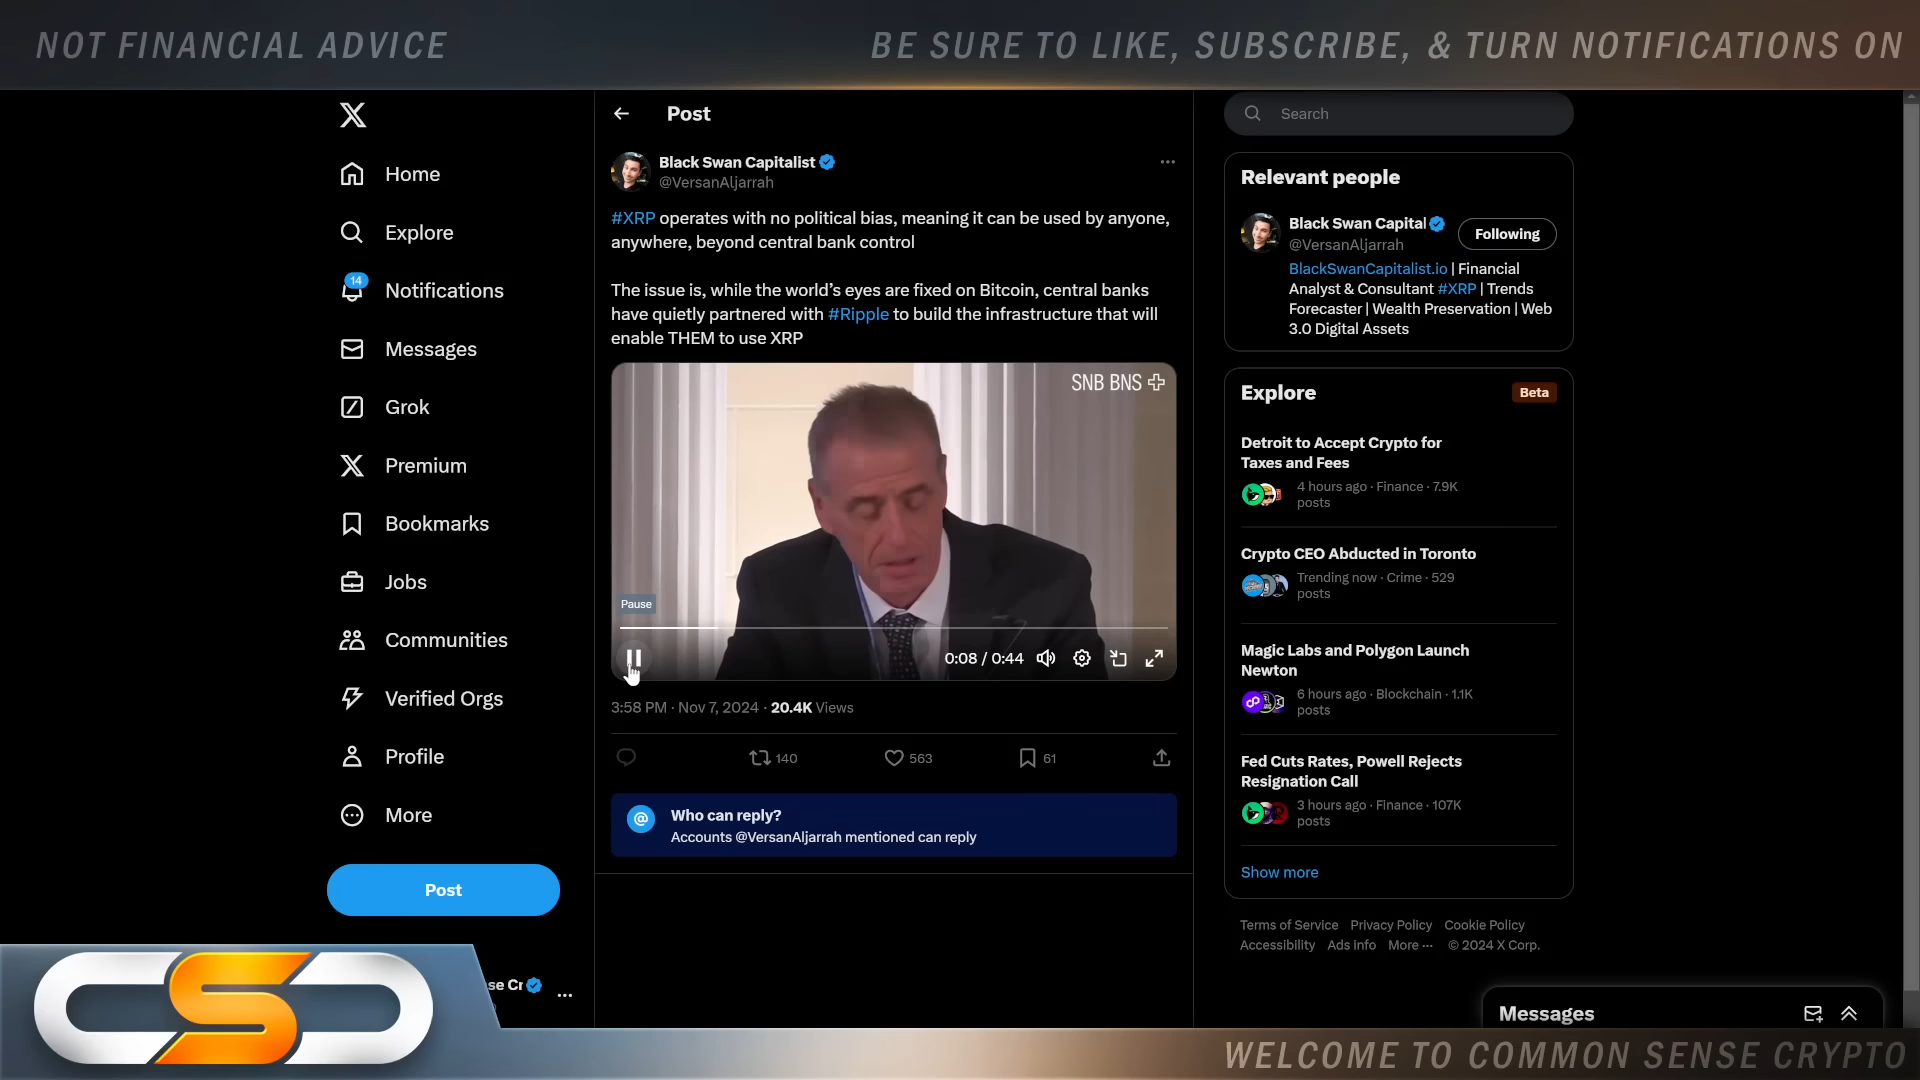 NOT FINANCIAL ADVICE
BE SURE TO LIKE, SUBSCRIBE, & TURN NOTIFICATIONS ON
Home
Explore
14
Notifications
Messages
Grok
Premium
Bookmarks
Jobs
Communities
Verified Orgs
Profile
More
Post
se Cr
CSC
Post
Black Swan Capitalist
@VersanAljarrah
#XRP operates with no political bias, meaning it can be used by anyone,
anywhere, beyond central bank control
The issue is, while the world's eyes are fixed on Bitcoin, central banks
have quietly partnered with #Ripple to build the infrastructure that will
enable THEM to use XRP
SNB BNS
Pause
0:08 / 0:44
3:58 PM · Nov 7, 2024 · 20.4K Views
140
563
61
Who can reply?
Accounts @VersanAljarrah mentioned can reply
Search
Relevant people
Black Swan Capital
@VersanAljarrah
Following
BlackSwanCapitalist.io | Financial
Analyst & Consultant #XRP | Trends
Forecaster | Wealth Preservation | Web
3.0 Digital Assets
Explore
Beta
Detroit to Accept Crypto for
Taxes and Fees
4 hours ago · Finance · 7.9K
posts
Crypto CEO Abducted in Toronto
Trending now · Crime · 529
posts
Magic Labs and Polygon Launch
Newton
6 hours ago · Blockchain · 1.1K
posts
Fed Cuts Rates, Powell Rejects
Resignation Call
3 hours ago · Finance · 107K
posts
Show more
Terms of Service Privacy Policy Cookie Policy
Accessibility Ads info More ··· © 2024 X Corp.
Messages
WELCOME TO COMMON SENSE CRYPTO